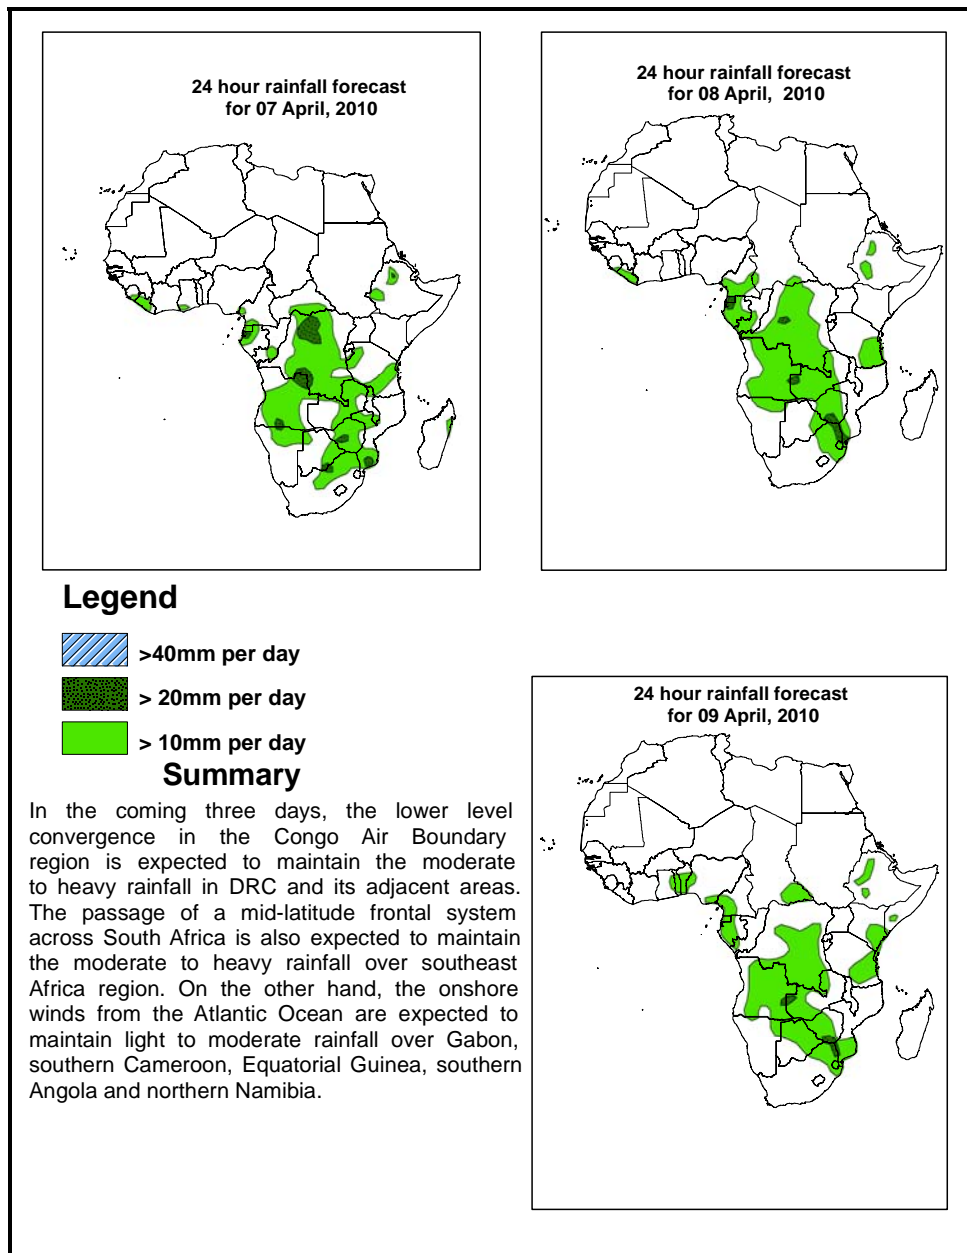 24 hour rainfall forecast
for 07 April, 2010
24 hour rainfall forecast
for 08 April, 2010
Legend
>40mm per day
> 20mm per day
> 10mm per day
Summary
In the coming three days, the lower level
convergence in the Congo Air Boundary
region is expected to maintain the moderate
to heavy rainfall in DRC and its adjacent areas.
The passage of a mid-latitude frontal system
across South Africa is also expected to maintain
the moderate to heavy rainfall over southeast
Africa region. On the other hand, the onshore
winds from the Atlantic Ocean are expected to
maintain light to moderate rainfall over Gabon,
southern Cameroon, Equatorial Guinea, southern
Angola and northern Namibia.
24 hour rainfall forecast
for 09 April, 2010